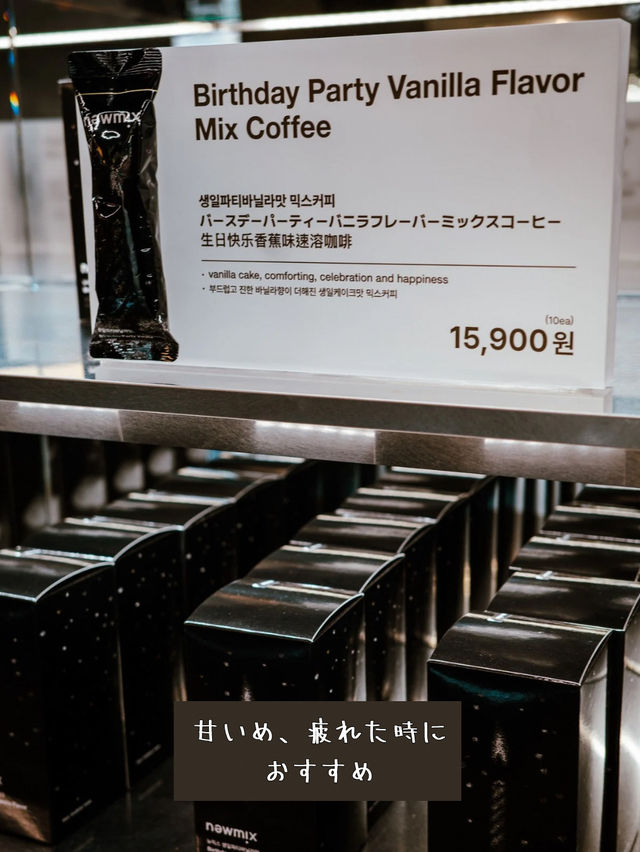 newmix
Birthday Party Vanilla Flavor
Mix Coffee
생일파티바닐라맛 믹스커피
バースデーパーティーバニラフレーバーミックスコーヒー
生日快乐香蕉味速溶咖啡
· vanilla cake, comforting, celebration and happiness
· 부드럽고 진한 바닐라향이 더해진 생일케이크맛 믹스커피
(10ea)
15,900원
甘いめ、疲れた時に
おすすめ
newmix